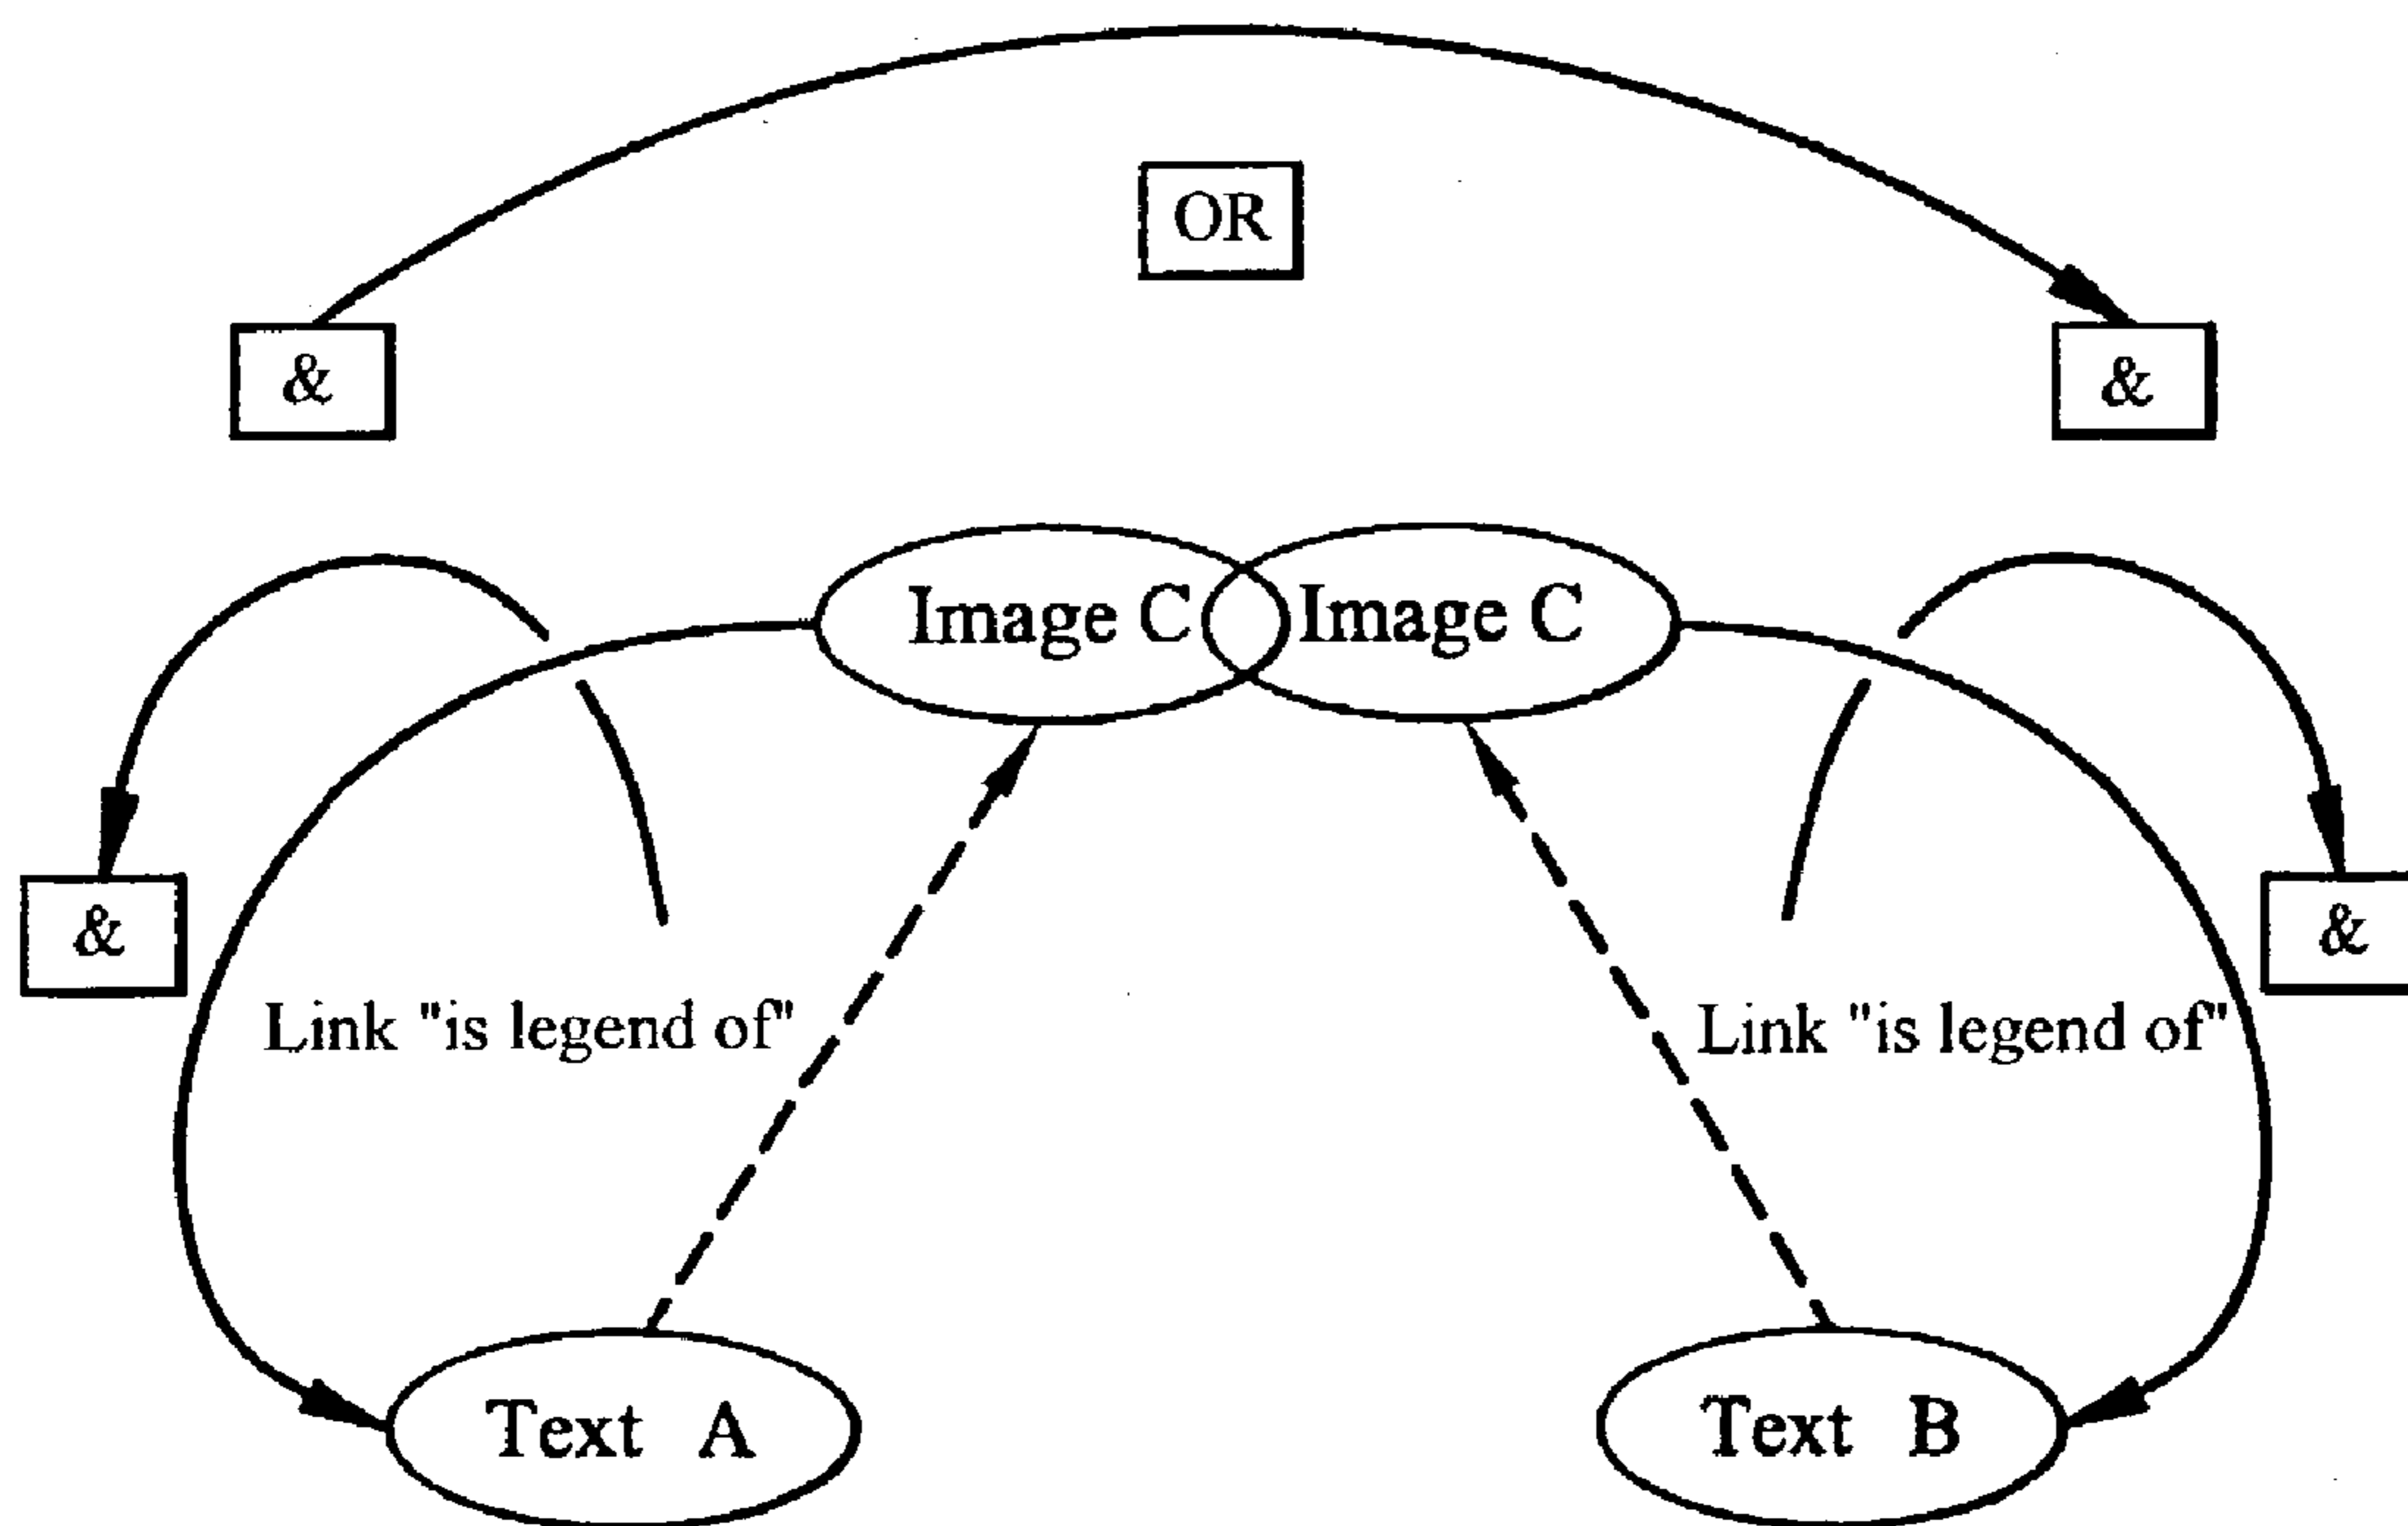 OR
&
&
Image C
Image C
&
&
Link "is legend of"
Link "is legend of"
Text A
Text B